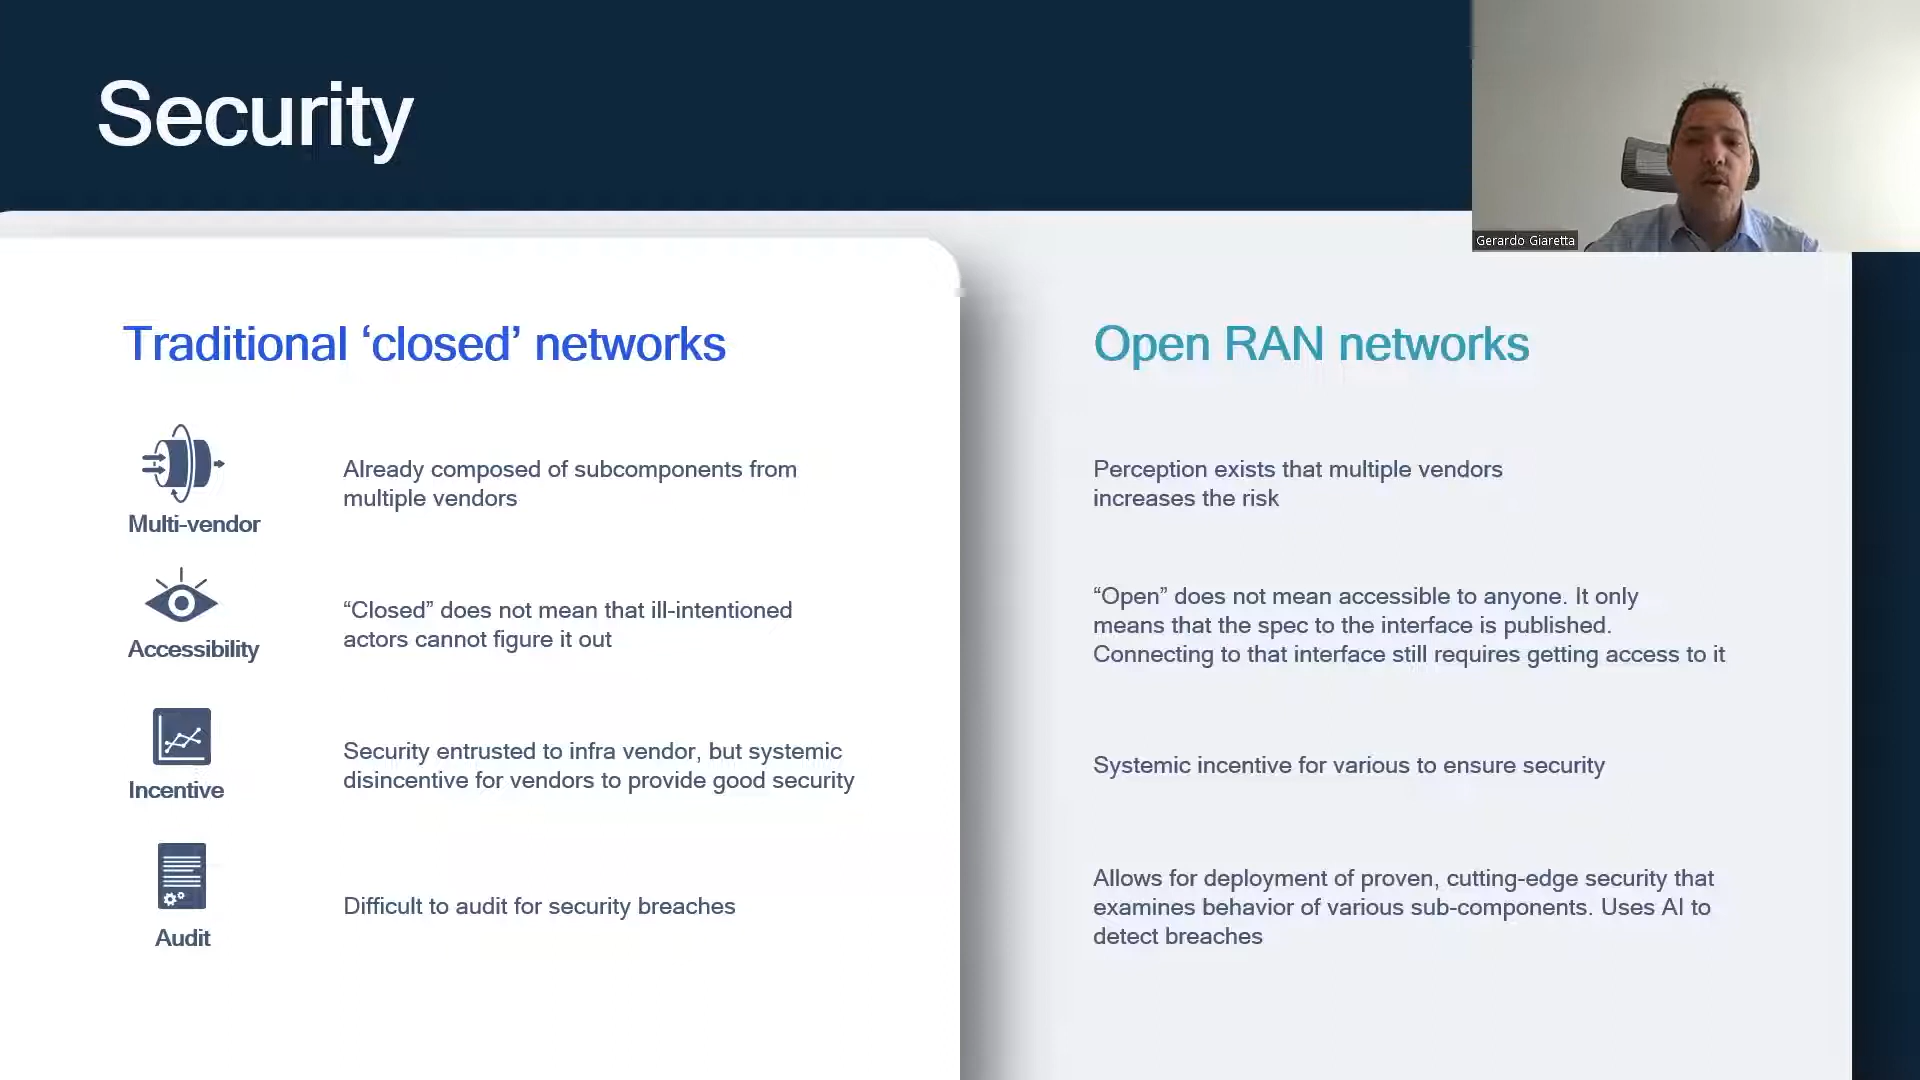 Security
Gerardo Giaretta
Traditional ‘closed’ networks
Open RAN networks
Multi-vendor
Already composed of subcomponents from
multiple vendors
Perception exists that multiple vendors
increases the risk
Accessibility
“Closed” does not mean that ill-intentioned
actors cannot figure it out
“Open” does not mean accessible to anyone. It only
means that the spec to the interface is published.
Connecting to that interface still requires getting access to it
Incentive
Security entrusted to infra vendor, but systemic
disincentive for vendors to provide good security
Systemic incentive for various to ensure security
Audit
Difficult to audit for security breaches
Allows for deployment of proven, cutting-edge security that
examines behavior of various sub-components. Uses AI to
detect breaches